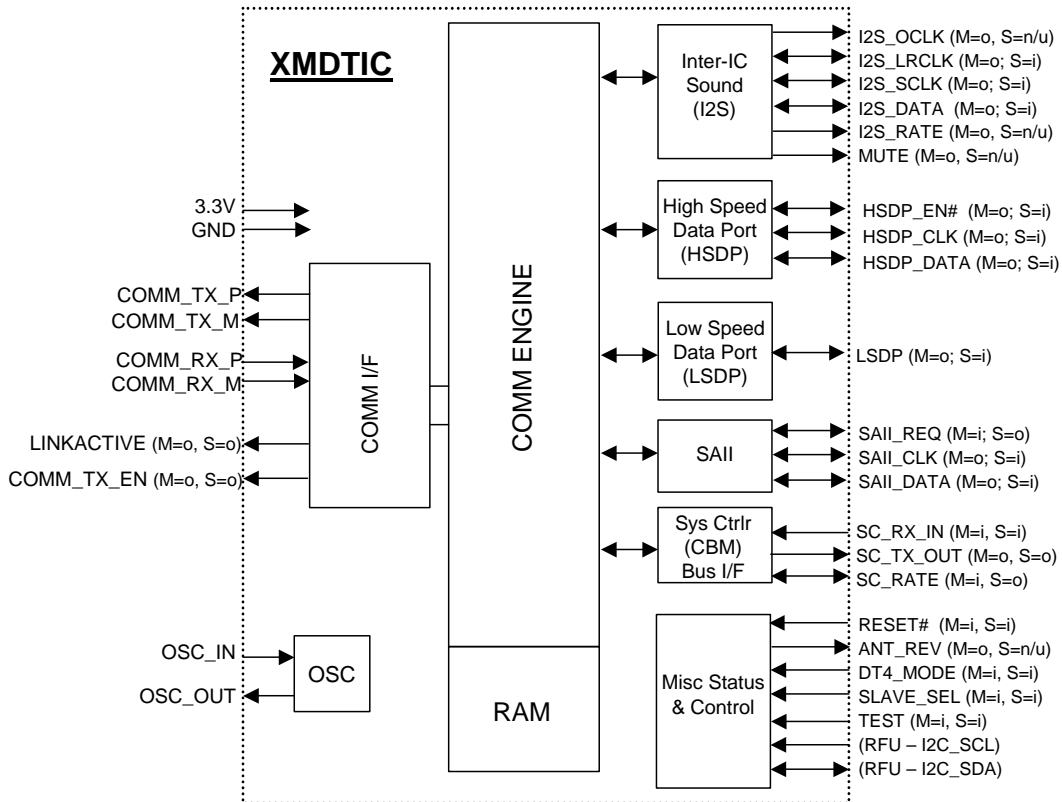 XMDTIC
3.3V
GND
COMM_TX_P
COMM_TX_M
COMM_RX_P
COMM_RX_M
LINKACTIVE (M=o, S=o)
COMM_TX_EN (M=o, S=o)
OSC_IN
OSC_OUT
COMM I/F
OSC
COMM ENGINE
RAM
Inter-IC
Sound
(I2S)
High Speed
Data Port
(HSDP)
Low Speed
Data Port
(LSDP)
SAII
Sys Ctrlr
(CBM)
Bus I/F
Misc Status
& Control
I2S_OCLK (M=o, S=n/u)
I2S_LRCLK (M=o; S=i)
I2S_SCLK (M=o; S=i)
I2S_DATA (M=o; S=i)
I2S_RATE (M=o, S=n/u)
MUTE (M=o, S=n/u)
HSDP_EN# (M=o; S=i)
HSDP_CLK (M=o; S=i)
HSDP_DATA (M=o; S=i)
LSDP (M=o; S=i)
SAII_REQ (M=i; S=o)
SAII_CLK (M=o; S=i)
SAII_DATA (M=o; S=i)
SC_RX_IN (M=i, S=i)
SC_TX_OUT (M=o, S=o)
SC_RATE (M=i, S=o)
RESET# (M=i, S=i)
ANT_REV (M=o, S=n/u)
DT4_MODE (M=i, S=i)
SLAVE_SEL (M=i, S=i)
TEST (M=i, S=i)
(RFU – I2C_SCL)
(RFU – I2C_SDA)